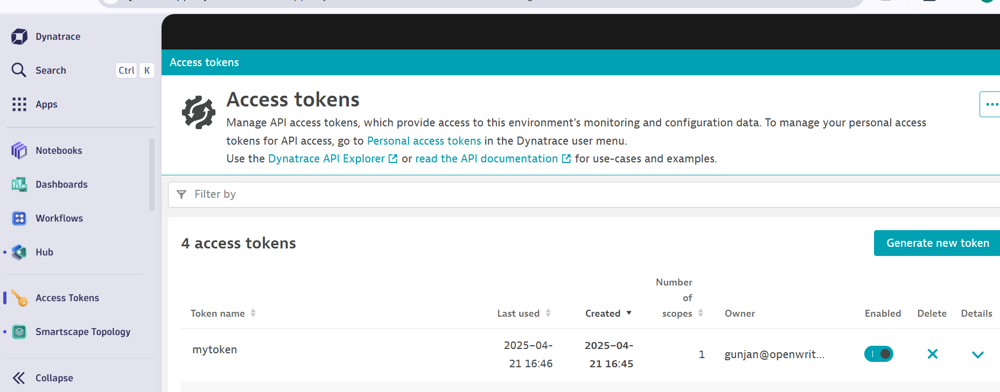 Dynatrace
Search Ctrl K
Apps
Notebooks
Dashboards
Workflows
Hub
Access Tokens
Smartscape Topology
Collapse
Access tokens
Access tokens
Manage API access tokens, which provide access to this environment’s monitoring and configuration data. To manage your personal access
tokens for API access, go to Personal access tokens in the Dynatrace user menu.
Use the Dynatrace API Explorer or read the API documentation for use-cases and examples.
Filter by
4 access tokens
Generate new token
Token name
Last used
Created
Number
of
scopes
Owner
Enabled
Delete
Details
mytoken
2025–04-
21 16:46
2025–04-
21 16:45
1
gunjan@openwrit...